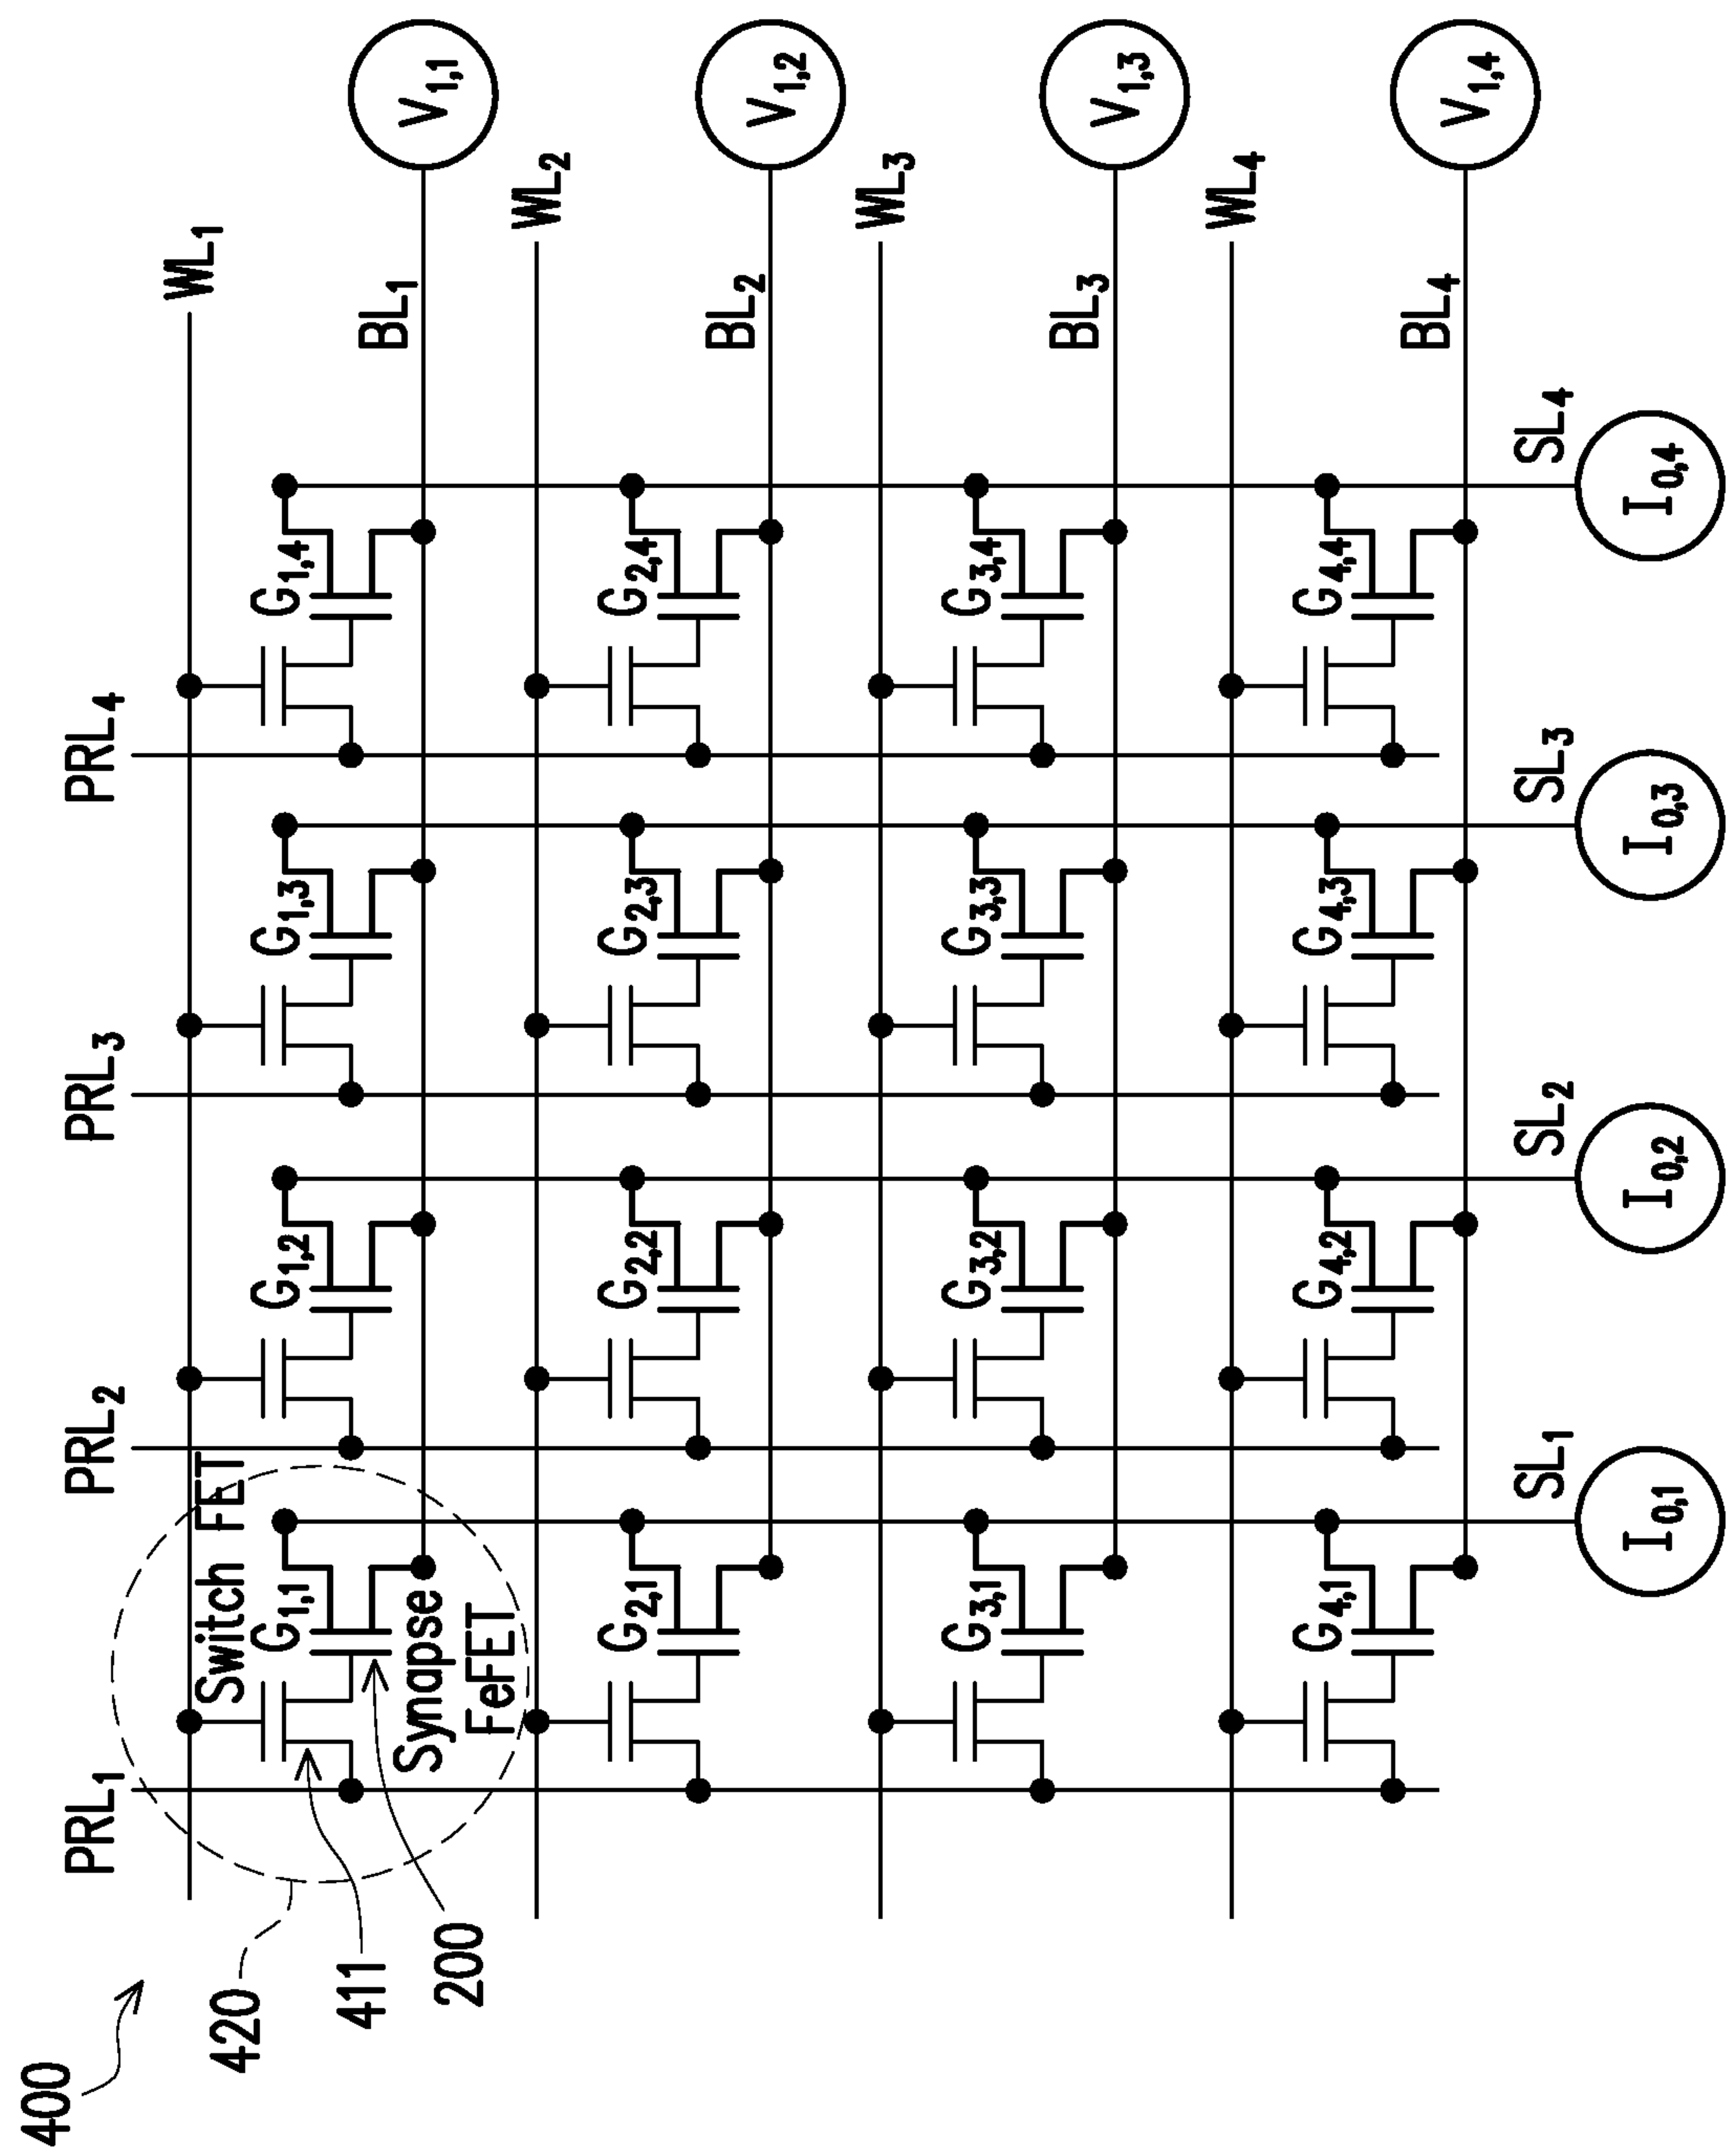 400
PRL₁
PRL₂
PRL₃
PRL₄
WL₁
Switch FET
420
G₁,₁
G₁,₂
G₁,₃
G₁,₄
411
BL₁
Synapse
FeFET
V₁,₁
200
WL₂
G₂,₁
G₂,₂
G₂,₃
G₂,₄
BL₂
V₁,₂
WL₃
G₃,₁
G₃,₂
G₃,₃
G₃,₄
BL₃
V₁,₃
WL₄
G₄,₁
G₄,₂
G₄,₃
G₄,₄
BL₄
V₁,₄
SL₁
SL₂
SL₃
SL₄
I₀,₁
I₀,₂
I₀,₃
I₀,₄